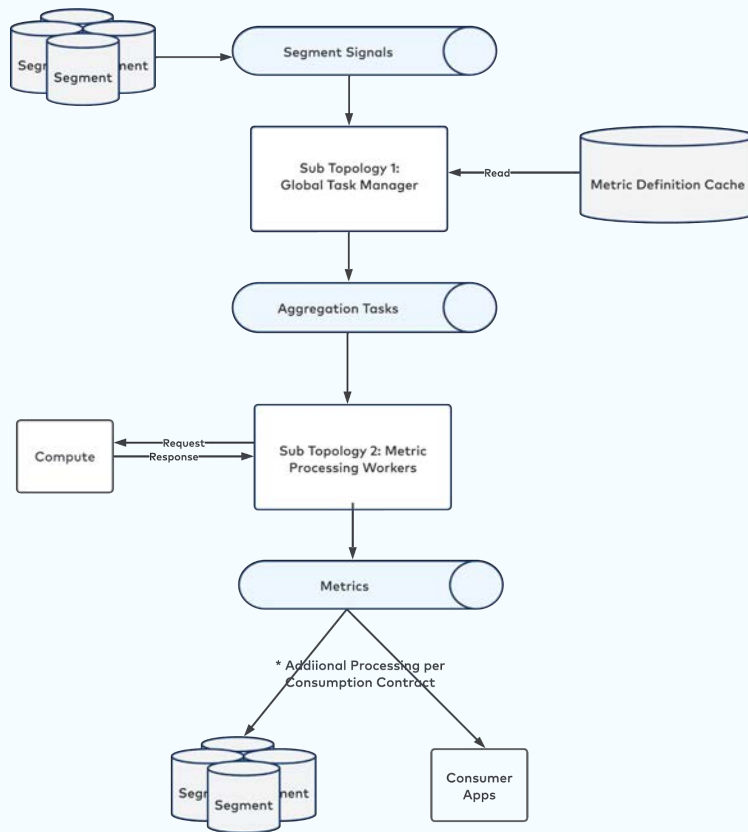 Segment
Segment Signals
Sub Topology 1:
Global Task Manager
Read
Metric Definition Cache
Aggregation Tasks
Compute
Request
Response
Sub Topology 2: Metric
Processing Workers
Metrics
* Addiional Processing per
Consumption Contract
Segment
Consumer
Apps